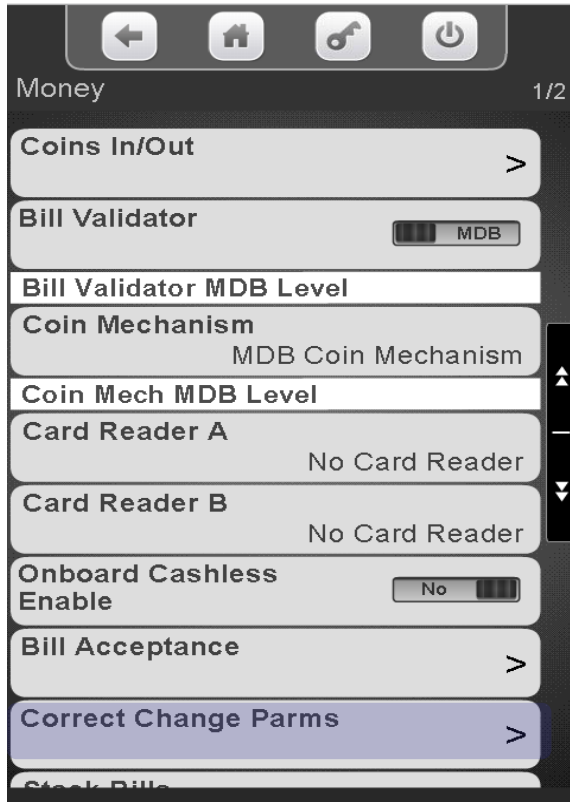 Money
1/2
Coins In/Out
>
Bill Validator
MDB
Bill Validator MDB Level
Coin Mechanism
MDB Coin Mechanism
Coin Mech MDB Level
Card Reader A
No Card Reader
Card Reader B
No Card Reader
Onboard Cashless
Enable
No
Bill Acceptance
>
Correct Change Parms
>
Stack Bills